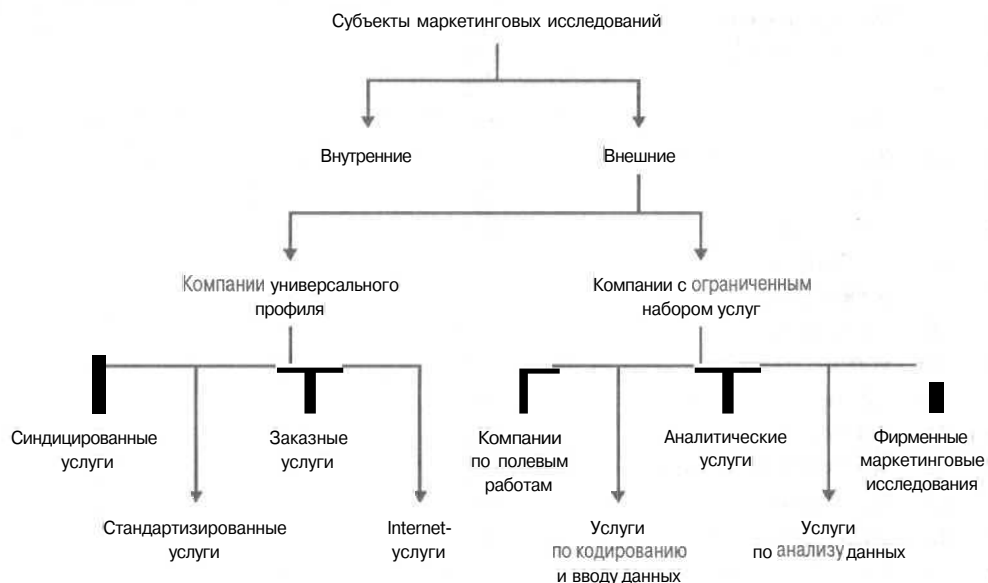 Субъекты маркетинговых исследований
Внутренние
Внешние
Компании универсального
профиля
Компании с ограниченным
набором услуг
Синдицированные
услуги
Заказные
услуги
Компании
по полевым
работам
Аналитические
услуги
Фирменные
маркетинговые
исследования
Стандартизированные
услуги
Internet-
услуги
Услуги
по кодированию
и вводу данных
Услуги
по анализу данных